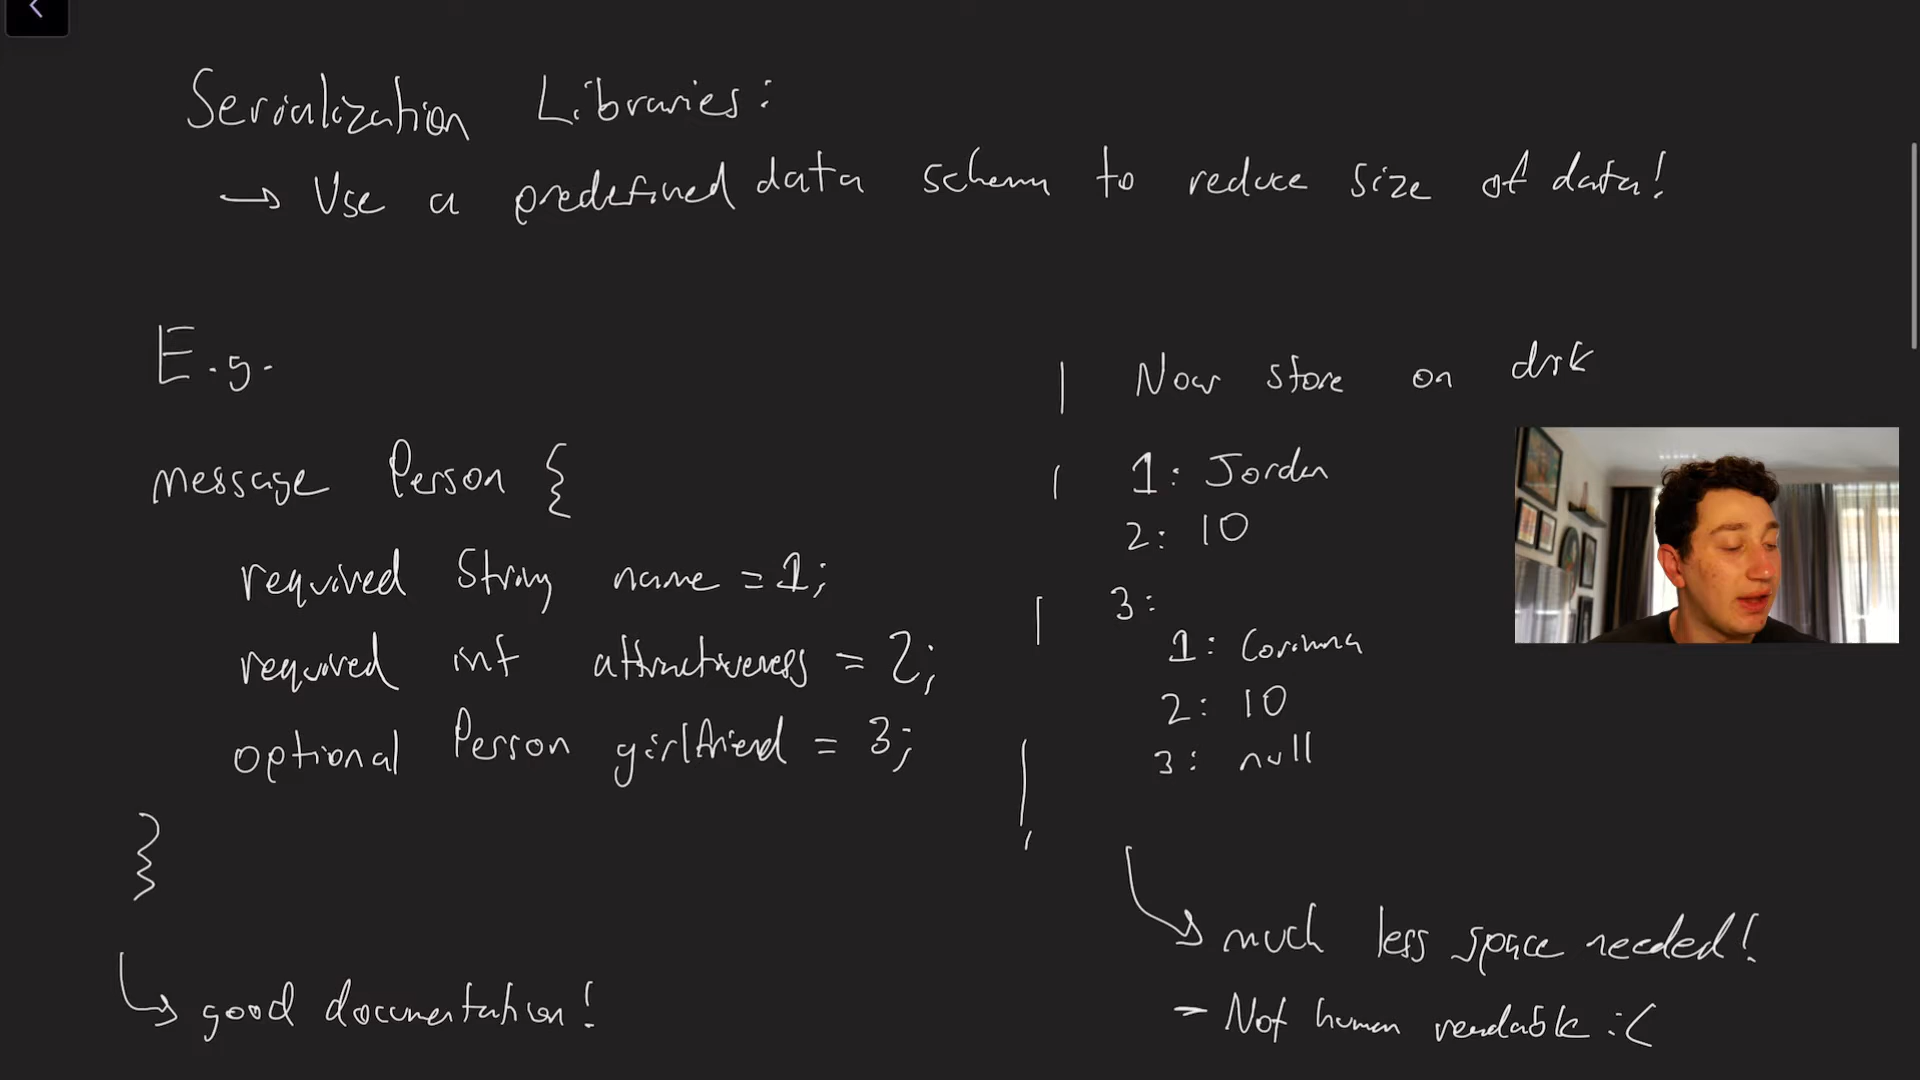 Serialization Libraries:
→ Use a predefined data schema to reduce size of data!
E.g.
message Person {
required String name = 1;
required int attractiveness = 2;
optional Person girlfriend = 3;
}
↳ good documentation!
Now store on disk
1: Jordan
2: 10
3:
1: Corinna
2: 10
3: null
↳ much less space needed!
- Not human readable :(